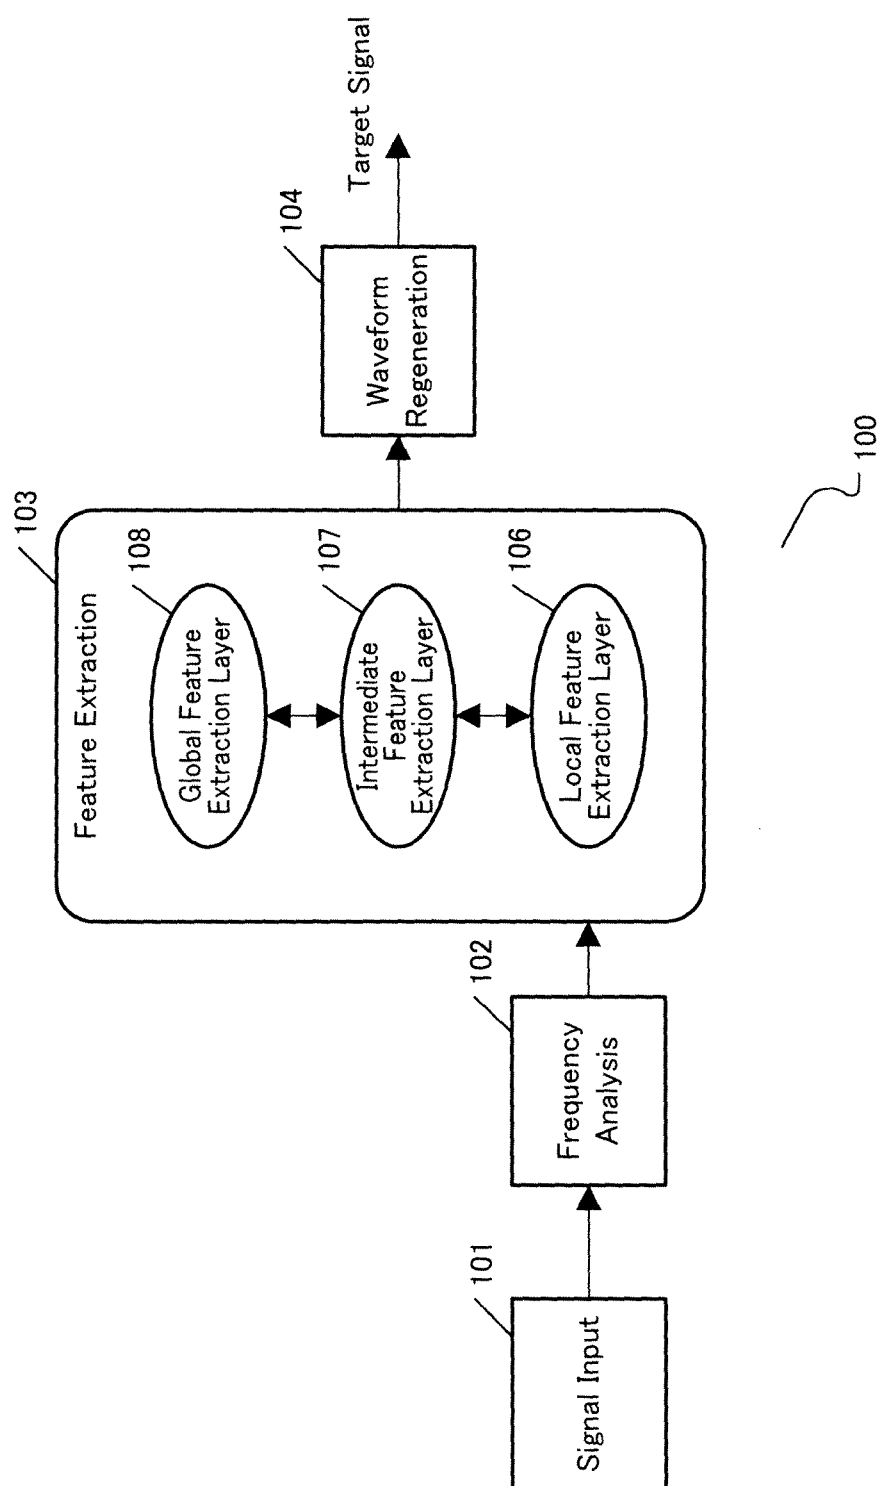 101
Signal Input
102
Frequency
Analysis
103
Feature Extraction
108
Global Feature
Extraction Layer
107
Intermediate
Feature
Extraction Layer
106
Local Feature
Extraction Layer
104
Waveform
Regeneration
Target Signal
100